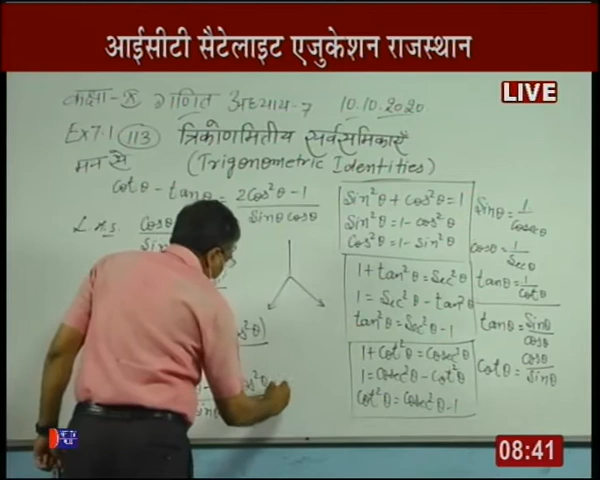 आईसीटी सैटेलाइट एजुकेशन राजस्थान
LIVE
कक्षा-X गणित अध्याय-7 10.10.2020
Ex 7.1 (113) त्रिकोणमितीय सर्वसमिकाएँ
मन से (Trigonometric Identities)
cotθ - tanθ = 2cos²θ - 1 / sinθ cosθ
L.H.S. cosθ
sin²θ + cos²θ = 1
sin²θ = 1 - cos²θ
cos²θ = 1 - sin²θ
1 + tan²θ = sec²θ
1 = sec²θ - tan²θ
tan²θ = sec²θ - 1
1 + cot²θ = cosec²θ
1 = cosec²θ - cot²θ
cot²θ = cosec²θ - 1
sinθ = 1 / cosecθ
cosθ = 1 / secθ
tanθ = 1 / cotθ
tanθ = sinθ / cosθ
cotθ = cosθ / sinθ
08:41